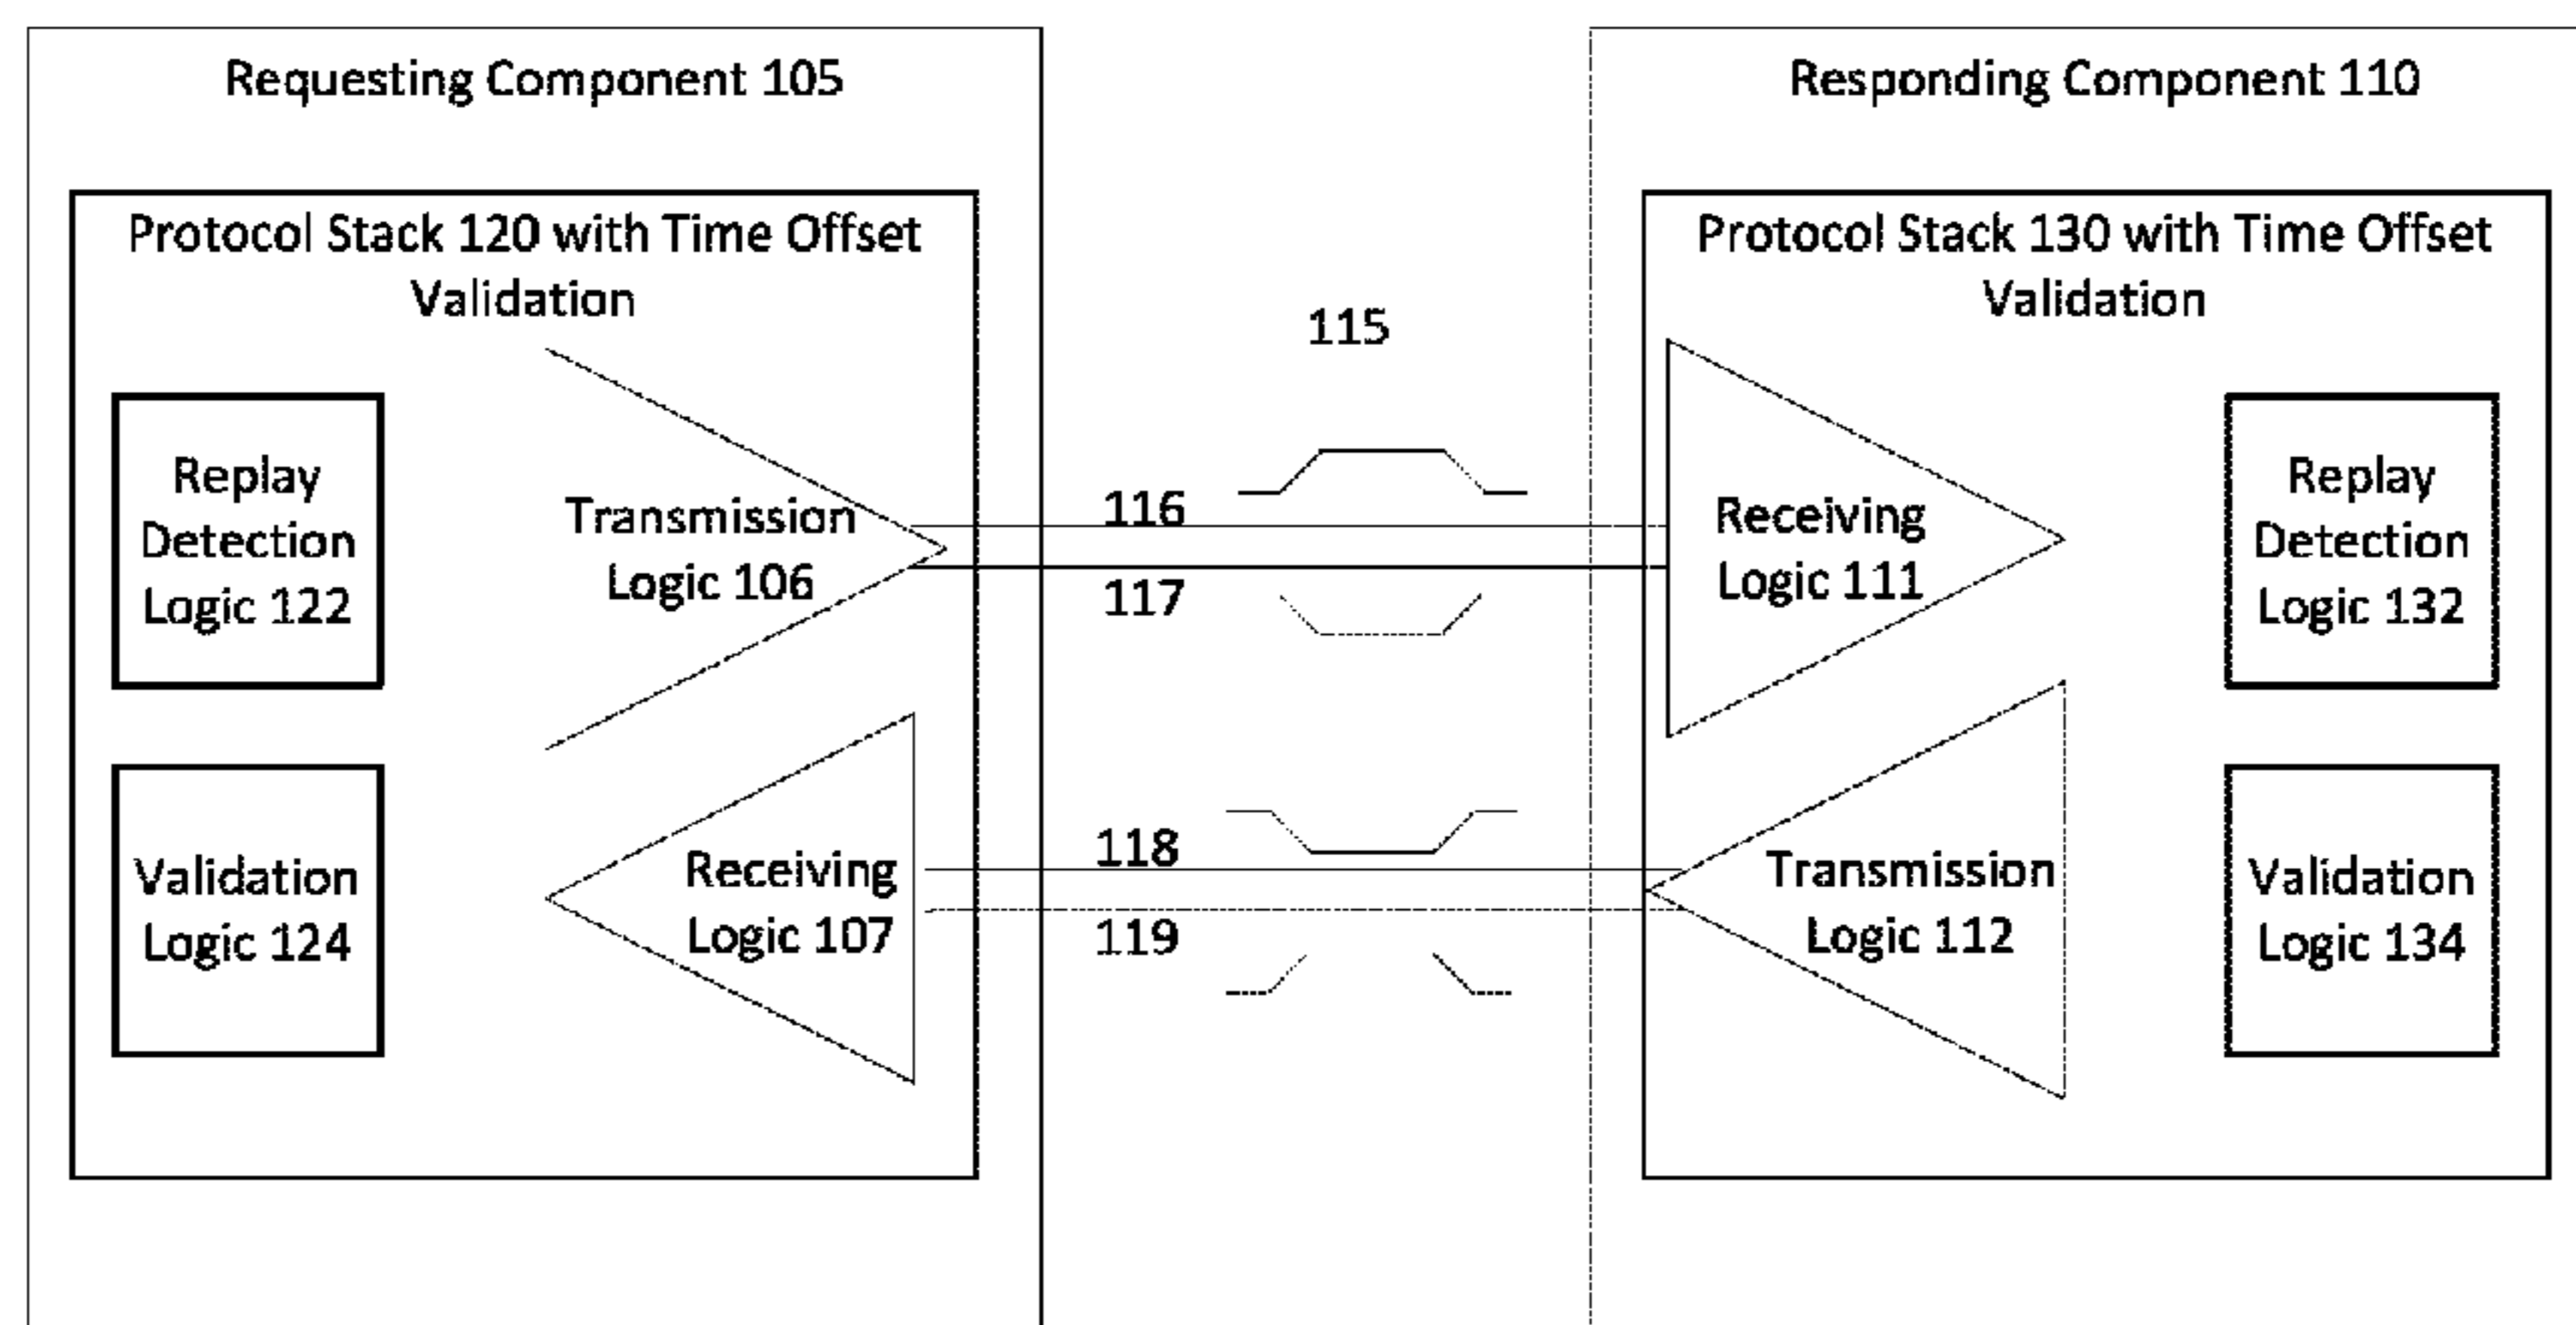 Requesting Component 105
Protocol Stack 120 with Time Offset
Validation
Replay
Detection
Logic 122
Transmission
Logic 106
Validation
Logic 124
Receiving
Logic 107
115
116
117
118
119
Responding Component 110
Protocol Stack 130 with Time Offset
Validation
Receiving
Logic 111
Replay
Detection
Logic 132
Transmission
Logic 112
Validation
Logic 134